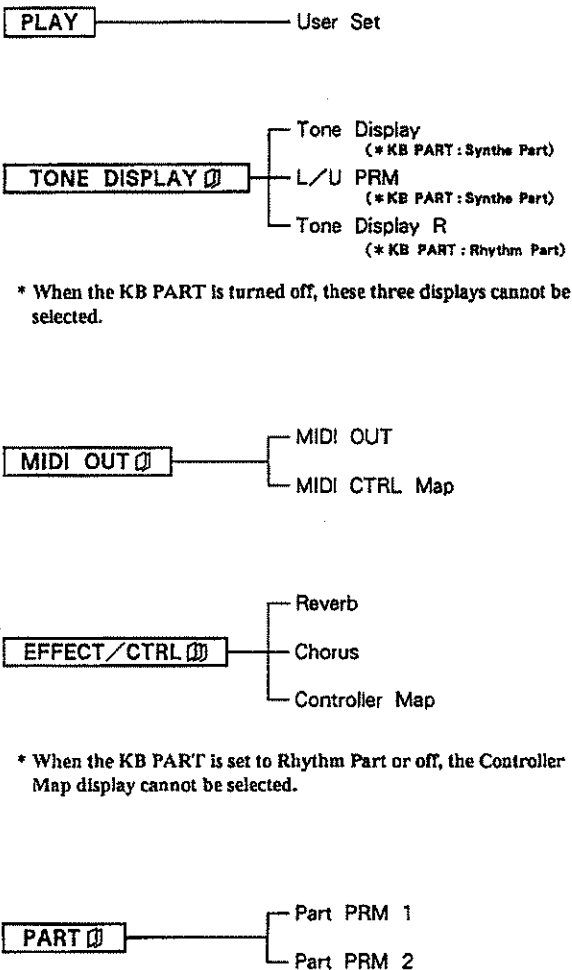 PLAY User Set
Tone Display
(*KB PART : Synthe Part)
TONE DISPLAY L/U PRM
(*KB PART : Synthe Part)
Tone Display R
(*KB PART : Rhythm Part)
* When the KB PART is turned off, these three displays cannot be
selected.
MIDI OUT
MIDI OUT
MIDI CTRL Map
Reverb
EFFECT/CTRL Chorus
Controller Map
* When the KB PART is set to Rhythm Part or off, the Controller
Map display cannot be selected.
Part PRM 1
PART
Part PRM 2